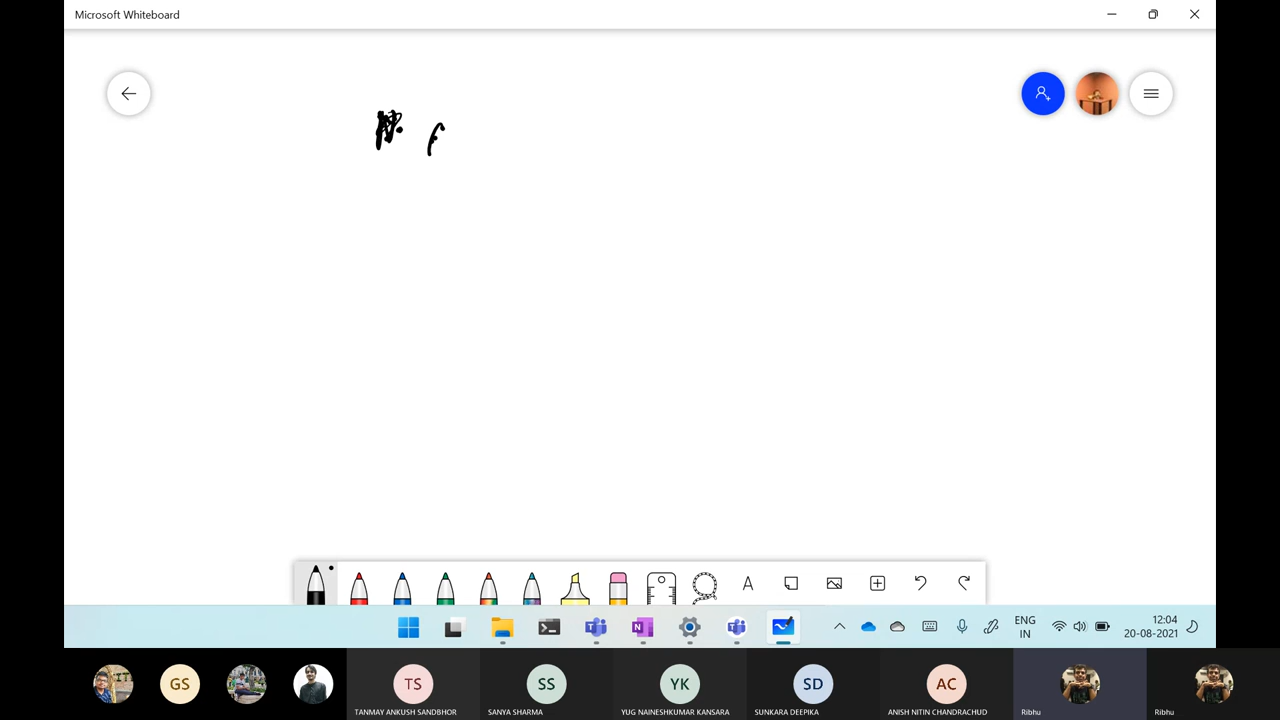 Microsoft Whiteboard
A
N
ENG
IN
12:04
20-08-2021
GS
TS
SS
YK
SD
AC
TANMAY ANKUSH SANDBHOR
SANYA SHARMA
YUG NAINESHKUMAR KANSARA
SUNKARA DEEPIKA
ANISH NITIN CHANDRACHUD
Ribhu
Ribhu